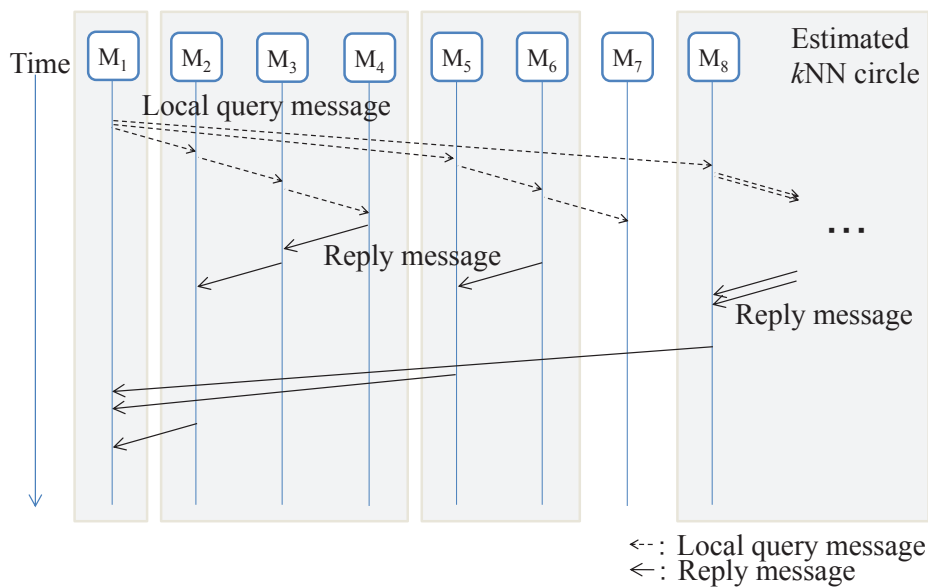 Time
M1
M2
M3
M4
M5
M6
M7
M8
Estimated
kNN circle
Local query message
Reply message
...
Reply message
: Local query message
: Reply message